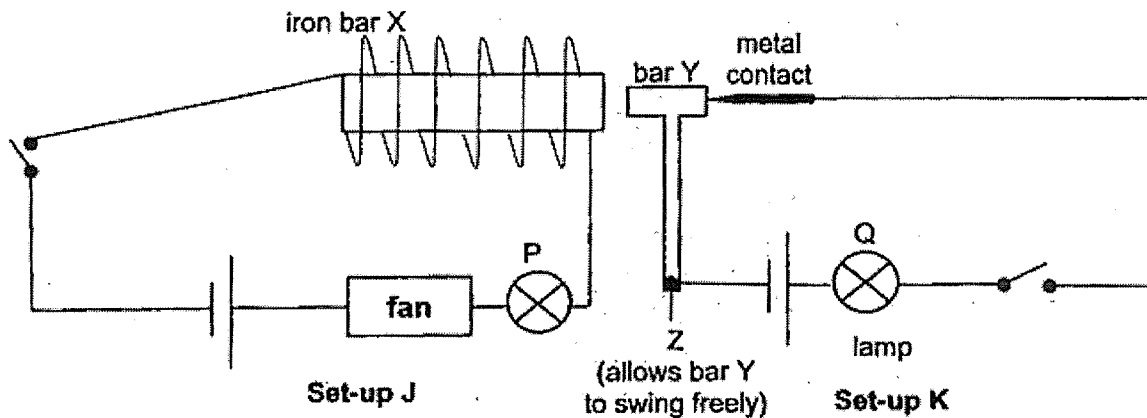 iron bar X
metal
contact
bar Y
P
fan
Q
Z
lamp
(allows bar Y
to swing freely)
Set-up J
Set-up K